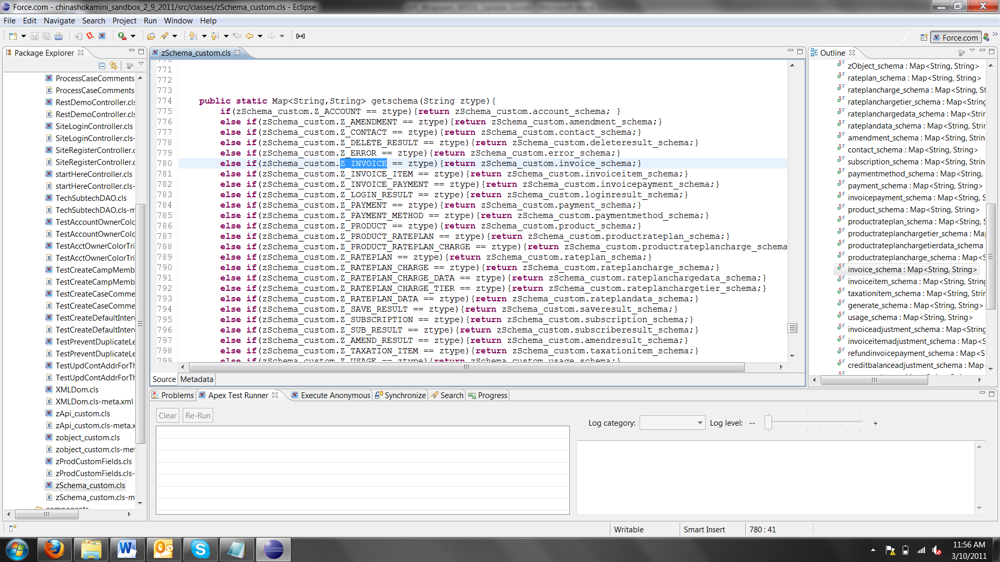 Force.com - chinashokamini_sandbox_2_9_2011/src/classes/zSchema_custom.cls - Eclipse
File Edit Navigate Search Project Run Window Help
Force.com
Package Explorer
ProcessCaseComments
ProcessCaseComments
RestDemoController.cls
RestDemoController.cls
SiteLoginController.cls
SiteLoginController.cls-
SiteRegisterController.
SiteRegisterController.c
startHereController.cls
startHereController.cls-
TechSubtechDAO.cls
TechSubtechDAO.cls-m
TestAccountOwnerColc
TestAccountOwnerColc
TestAcctOwnerColorTri
TestAcctOwnerColorTri
TestCreateCampMemb
TestCreateCampMemb
TestCreateCaseComme
TestCreateCaseComme
TestCreateDefaultInterv
TestCreateDefaultInterv
TestPreventDuplicateLe
TestPreventDuplicateLe
TestUpdContAddrForTh
TestUpdContAddrForTh
XMLDom.cls
XMLDom.cls-meta.xml
zApi_custom.cls
zApi_custom.cls-meta.x
zobject_custom.cls
zobject_custom.cls-met
zProdCustomFields.cls
zProdCustomFields.cls-
zSchema_custom.cls
zSchema_custom.cls-m
components
zSchema_custom.cls
770
771
772
773
774 public static Map<String,String> getschema(String ztype){
775 if(zSchema_custom.Z_ACCOUNT == ztype){return zSchema_custom.account_schema; }
776 else if(zSchema_custom.Z_AMENDMENT == ztype){return zSchema_custom.amendment_schema;}
777 else if(zSchema_custom.Z_CONTACT == ztype){return zSchema_custom.contact_schema;}
778 else if(zSchema_custom.Z_DELETE_RESULT == ztype){return zSchema_custom.deleteresult_schema;}
779 else if(zSchema_custom.Z_ERROR == ztype){return zSchema_custom.error_schema;}
780 else if(zSchema_custom.Z_INVOICE == ztype){return zSchema_custom.invoice_schema;}
781 else if(zSchema_custom.Z_INVOICE_ITEM == ztype){return zSchema_custom.invoiceitem_schema;}
782 else if(zSchema_custom.Z_INVOICE_PAYMENT == ztype){return zSchema_custom.invoicepayment_schema;}
783 else if(zSchema_custom.Z_LOGIN_RESULT == ztype){return zSchema_custom.loginresult_schema;}
784 else if(zSchema_custom.Z_PAYMENT == ztype){return zSchema_custom.payment_schema;}
785 else if(zSchema_custom.Z_PAYMENT_METHOD == ztype){return zSchema_custom.paymentmethod_schema;}
786 else if(zSchema_custom.Z_PRODUCT == ztype){return zSchema_custom.product_schema;}
787 else if(zSchema_custom.Z_PRODUCT_RATEPLAN == ztype){return zSchema_custom.productrateplan_schema;}
788 else if(zSchema_custom.Z_PRODUCT_RATEPLAN_CHARGE == ztype){return zSchema_custom.productrateplancharge_schema
789 else if(zSchema_custom.Z_RATEPLAN == ztype){return zSchema_custom.rateplan_schema;}
790 else if(zSchema_custom.Z_RATEPLAN_CHARGE == ztype){return zSchema_custom.rateplancharge_schema;}
791 else if(zSchema_custom.Z_RATEPLAN_CHARGE_DATA == ztype){return zSchema_custom.rateplanchargedata_schema;}
792 else if(zSchema_custom.Z_RATEPLAN_CHARGE_TIER == ztype){return zSchema_custom.rateplanchargetier_schema;}
793 else if(zSchema_custom.Z_RATEPLAN_DATA == ztype){return zSchema_custom.rateplandata_schema;}
794 else if(zSchema_custom.Z_SAVE_RESULT == ztype){return zSchema_custom.saveresult_schema;}
795 else if(zSchema_custom.Z_SUBSCRIPTION == ztype){return zSchema_custom.subscription_schema;}
796 else if(zSchema_custom.Z_SUB_RESULT == ztype){return zSchema_custom.subscriberesult_schema;}
797 else if(zSchema_custom.Z_AMEND_RESULT == ztype){return zSchema_custom.amendresult_schema;}
798 else if(zSchema_custom.Z_TAXATION_ITEM == ztype){return zSchema_custom.taxationitem_schema;}
799 else if(zSchema_custom.Z_USAGE == ztype){return zSchema_custom.usage_schema;}
Source Metadata
Outline
zObject_schema : Map<String, String>
rateplan_schema : Map<String, String>
rateplancharge_schema : Map<String, St
rateplanchargetier_schema : Map<String
rateplanchargedata_schema : Map<Strin
rateplandata_schema : Map<String, Strin
amendment_schema : Map<String, Strin
contact_schema : Map<String, String>
subscription_schema : Map<String, Strin
paymentmethod_schema : Map<String,
payment_schema : Map<String, String>
invoicepayment_schema : Map<String, S
product_schema : Map<String, String>
productrateplan_schema : Map<String, S
productrateplanchargetier_schema : Map
productrateplanchargetierdata_schema
productrateplancharge_schema : Map<S
invoice_schema : Map<String, String>
invoiceitem_schema : Map<String, String
taxationitem_schema : Map<String, Strin
generate_schema : Map<String, String>
usage_schema : Map<String, String>
invoiceadjustment_schema : Map<String
invoiceitemadjustment_schema : Map<S
refundinvoicepayment_schema : Map<S
creditbalanceadjustment_schema : Map
Problems Apex Test Runner Execute Anonymous Synchronize Search Progress
Clear Re-Run
Log category: Log level: -- +
Writable Smart Insert 780 : 41
11:56 AM
3/10/2011